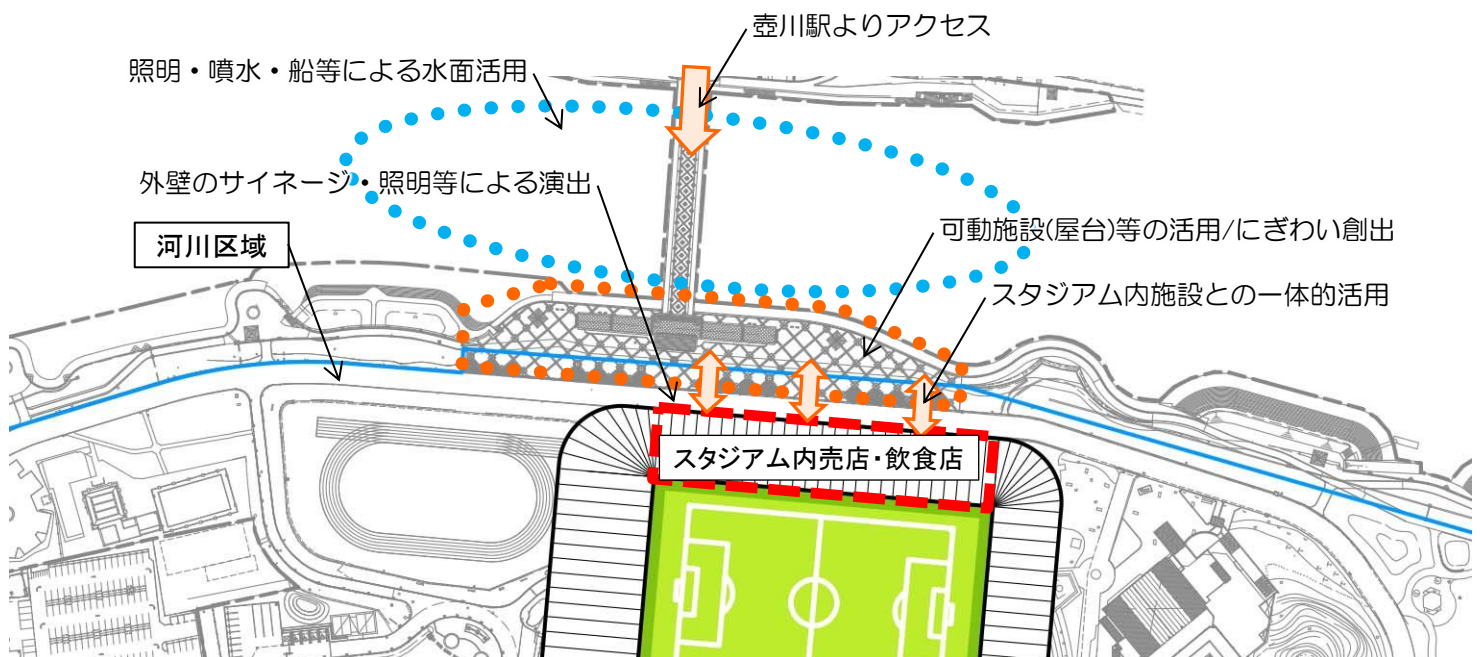 壺川駅よりアクセス
照明・噴水・船等による水面活用
外壁のサイネージ・照明等による演出
河川区域
可動施設(屋台)等の活用/にぎわい創出
スタジアム内施設との一体的活用
スタジアム内売店・飲食店